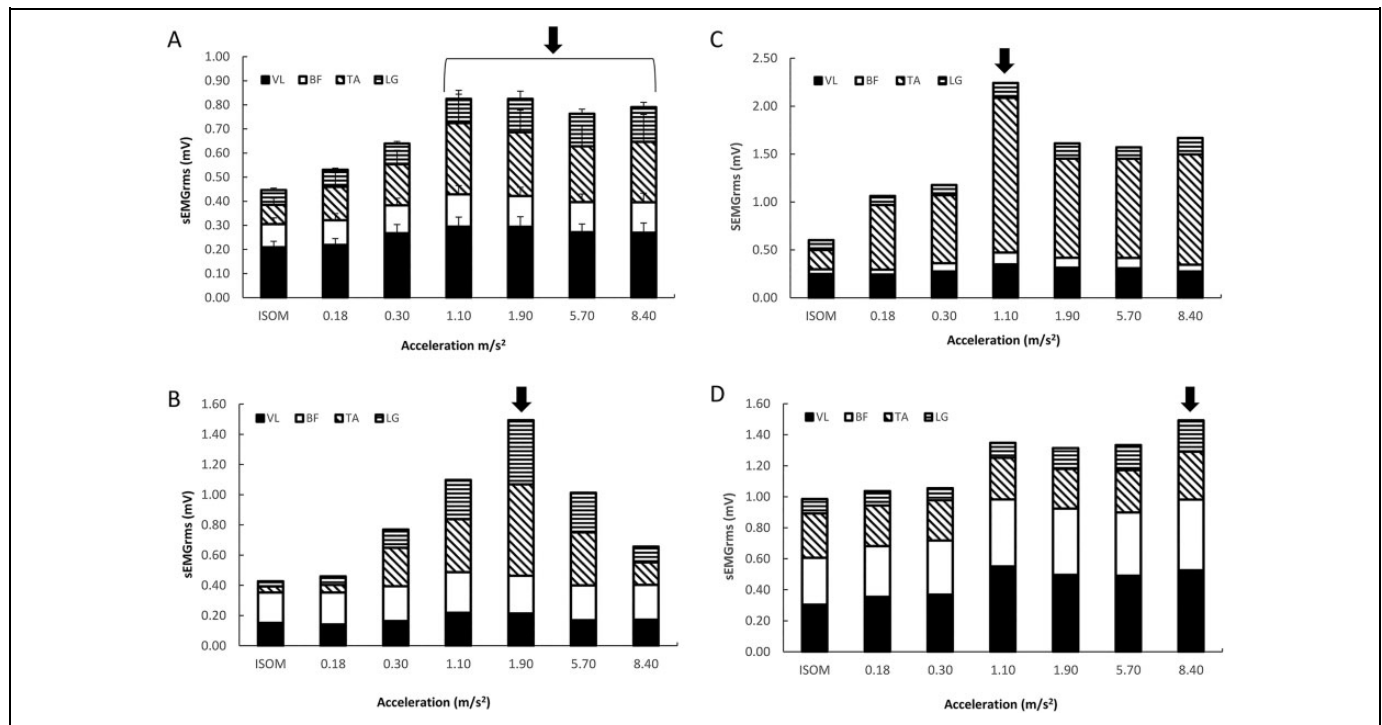 A
sEMGrms (mV)
1.00
0.90
0.80
0.70
0.60
0.50
0.40
0.30
0.20
0.10
0.00
VL BF TA LG
ISOM 0.18 0.30 1.10 1.90 5.70 8.40
Acceleration m/s²
B
sEMGrms (mV)
1.60
1.40
1.20
1.00
0.80
0.60
0.40
0.20
0.00
VL BF TA LG
ISOM 0.18 0.30 1.10 1.90 5.70 8.40
Acceleration (m/s²)
C
SEMGrms (mV)
2.50
2.00
1.50
1.00
0.50
0.00
VL BF TA LG
ISOM 0.18 0.30 1.10 1.90 5.70 8.40
Acceleration (m/s²)
D
sEMGrms (mV)
1.60
1.40
1.20
1.00
0.80
0.60
0.40
0.20
0.00
VL BF TA LG
ISOM 0.18 0.30 1.10 1.90 5.70 8.40
Acceleration (m/s²)